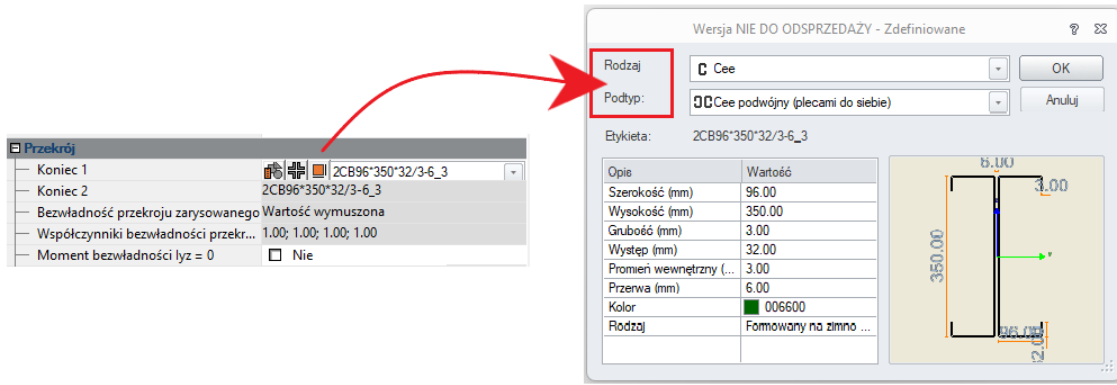 Przekrój
Koniec 1 2CB96*350*32/3-6_3
Koniec 2 2CB96*350*32/3-6_3
Bezwładność przekroju zarysowanego Wartość wymuszona
Współczynniki bezwładności przekr... 1.00; 1.00; 1.00; 1.00
Moment bezwładności Iyz = 0 Nie
Wersja NIE DO ODSPRZEDAŻY - Zdefiniowane
Rodzaj Cee OK
Podtyp: Cee podwójny (plecami do siebie) Anuluj
Etykieta: 2CB96*350*32/3-6_3
Opis Wartość
Szerokość (mm) 96.00
Wysokość (mm) 350.00
Grubość (mm) 3.00
Występ (mm) 32.00
Promień wewnętrzny (... 3.00
Przerwa (mm) 6.00
Kolor 006600
Rodzaj Formowany na zimno ...
6.00
3.00
350.00
96.00